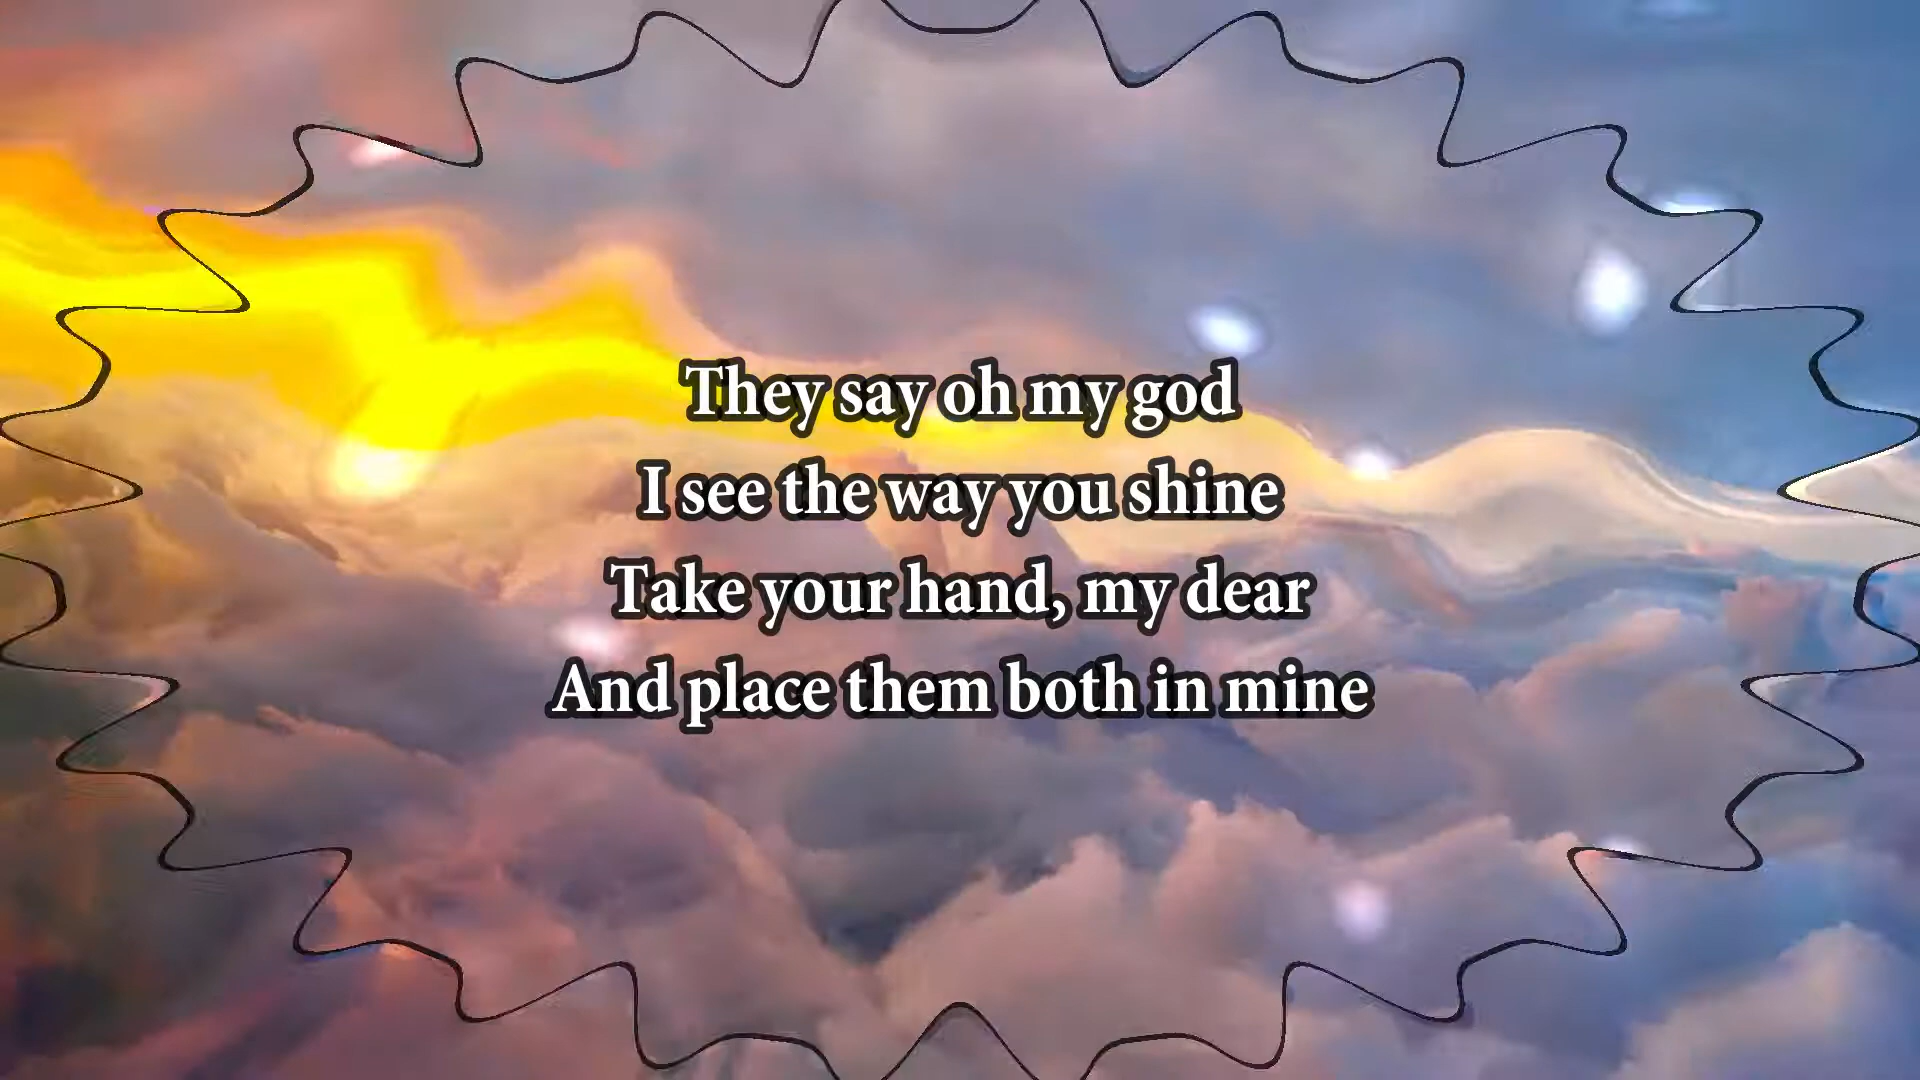 They say oh my god
I see the way you shine
Take your hand, my dear
And place them both in mine